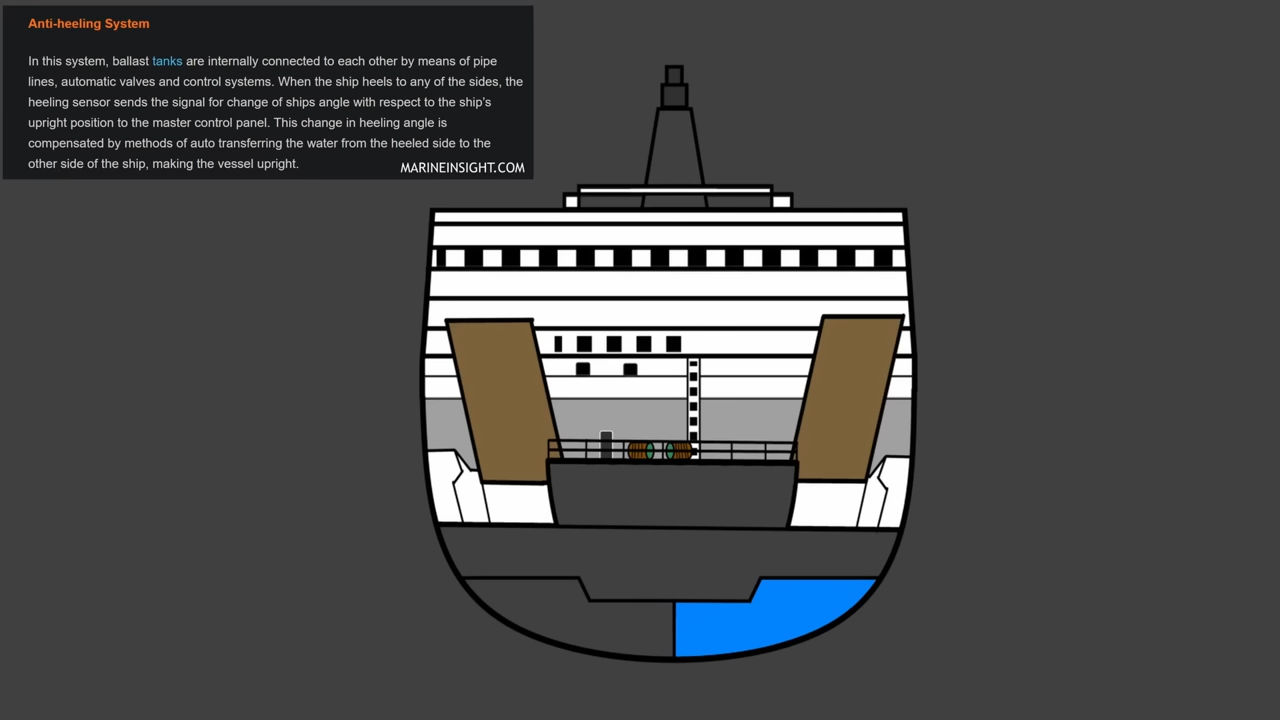 Anti-heeling System
In this system, ballast tanks are internally connected to each other by means of pipe
lines, automatic valves and control systems. When the ship heels to any of the sides, the
heeling sensor sends the signal for change of ships angle with respect to the ship's
upright position to the master control panel. This change in heeling angle is
compensated by methods of auto transferring the water from the heeled side to the
other side of the ship, making the vessel upright.
MARINEINSIGHT.COM